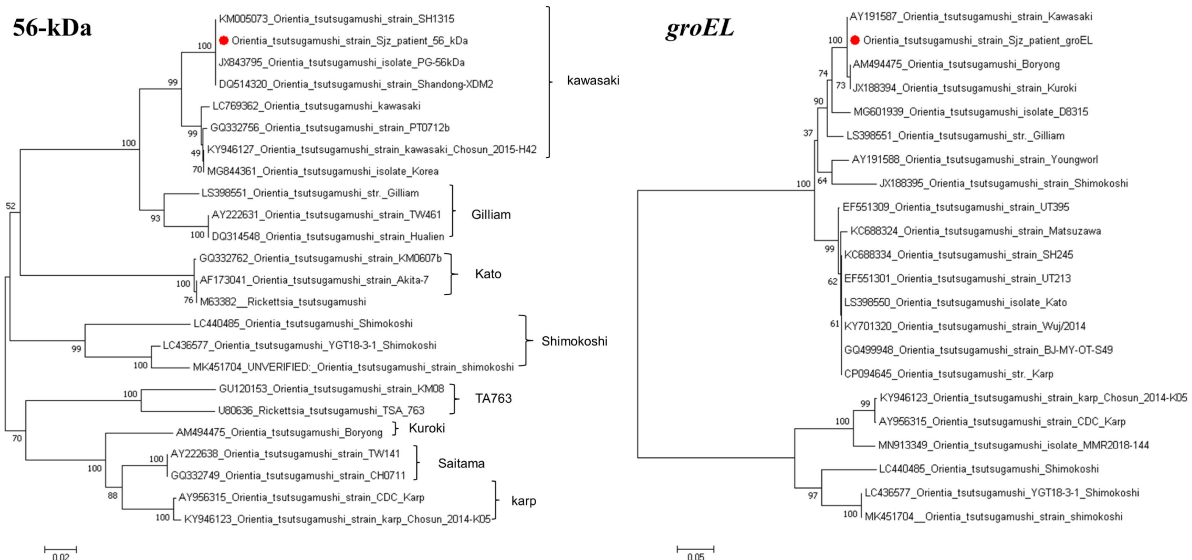 56-kDa
KM005073_Orientia_tsutsugamushi_strain_SH1315
Orientia_tsutsugamushi_strain_Sjz_patient_56_kDa
JX843795_Orientia_tsutsugamushi_isolate_PG-56kDa
DQ514320_Orientia_tsutsugamushi_strain_Shandong-XDM2
LC769362_Orientia_tsutsugamushi_kawasaki
GQ332756_Orientia_tsutsugamushi_strain_PT0712b
KY946127_Orientia_tsutsugamushi_strain_kawasaki_Chosun_2015-H42
MG844361_Orientia_tsutsugamushi_isolate_Korea
LS398551_Orientia_tsutsugamushi_str._Gilliam
AY222631_Orientia_tsutsugamushi_strain_TW461
DQ314548_Orientia_tsutsugamushi_strain_Hualien
GQ332762_Orientia_tsutsugamushi_strain_KM0607b
AF173041_Orientia_tsutsugamushi_strain_Akita-7
M63382__Rickettsia_tsutsugamushi
LC440485_Orientia_tsutsugamushi_Shimokoshi
LC436577_Orientia_tsutsugamushi_YGT18-3-1_Shimokoshi
MK451704_UNVERIFIED:_Orientia_tsutsugamushi_strain_shimokoshi
GU120153_Orientia_tsutsugamushi_strain_KM08
U80636_Rickettsia_tsutsugamushi_TSA_763
AM494475_Orientia_tsutsugamushi_Boryong
AY222638_Orientia_tsutsugamushi_strain_TW141
GQ332749_Orientia_tsutsugamushi_strain_CH0711
AY956315_Orientia_tsutsugamushi_strain_CDC_Karp
KY946123_Orientia_tsutsugamushi_strain_karp_Chosun_2014-K05
kawasaki
Gilliam
Kato
Shimokoshi
TA763
Kuroki
Saitama
karp
100
99
99
49
70
100
93
100
52
100
76
99
100
100
70
100
100
88
100
0.02
groEL
AY191587_Orientia_tsutsugamushi_strain_Kawasaki
Orientia_tsutsugamushi_strain_Sjz_patient_groEL
AM494475_Orientia_tsutsugamushi_Boryong
JX188394_Orientia_tsutsugamushi_strain_Kuroki
MG601939_Orientia_tsutsugamushi_isolate_D8315
LS398551_Orientia_tsutsugamushi_str._Gilliam
AY191588_Orientia_tsutsugamushi_strain_Youngworl
JX188395_Orientia_tsutsugamushi_strain_Shimokoshi
EF551309_Orientia_tsutsugamushi_strain_UT395
KC688324_Orientia_tsutsugamushi_strain_Matsuzawa
KC688334_Orientia_tsutsugamushi_strain_SH245
EF551301_Orientia_tsutsugamushi_strain_UT213
LS398550_Orientia_tsutsugamushi_isolate_Kato
KY701320_Orientia_tsutsugamushi_strain_Wuj/2014
GQ499948_Orientia_tsutsugamushi_strain_BJ-MY-OT-S49
CP094645_Orientia_tsutsugamushi_str._Karp
KY946123_Orientia_tsutsugamushi_strain_karp_Chosun_2014-K05
AY956315_Orientia_tsutsugamushi_strain_CDC_Karp
MN913349_Orientia_tsutsugamushi_isolate_MMR2018-144
LC440485_Orientia_tsutsugamushi_Shimokoshi
LC436577_Orientia_tsutsugamushi_YGT18-3-1_Shimokoshi
MK451704__Orientia_tsutsugamushi_strain_shimokoshi
100
74
73
90
37
64
100
99
62
61
99
100
97
100
0.05